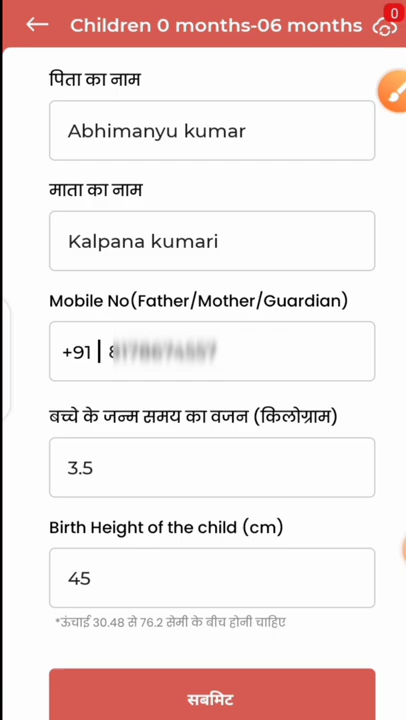 Children 0 months-06 months
0
पिता का नाम
Abhimanyu kumar
माता का नाम
Kalpana kumari
Mobile No(Father/Mother/Guardian)
+91
बच्चे के जन्म समय का वजन (किलोग्राम)
3.5
Birth Height of the child (cm)
45
*ऊंचाई 30.48 से 76.2 सेमी के बीच होनी चाहिए
सबमिट